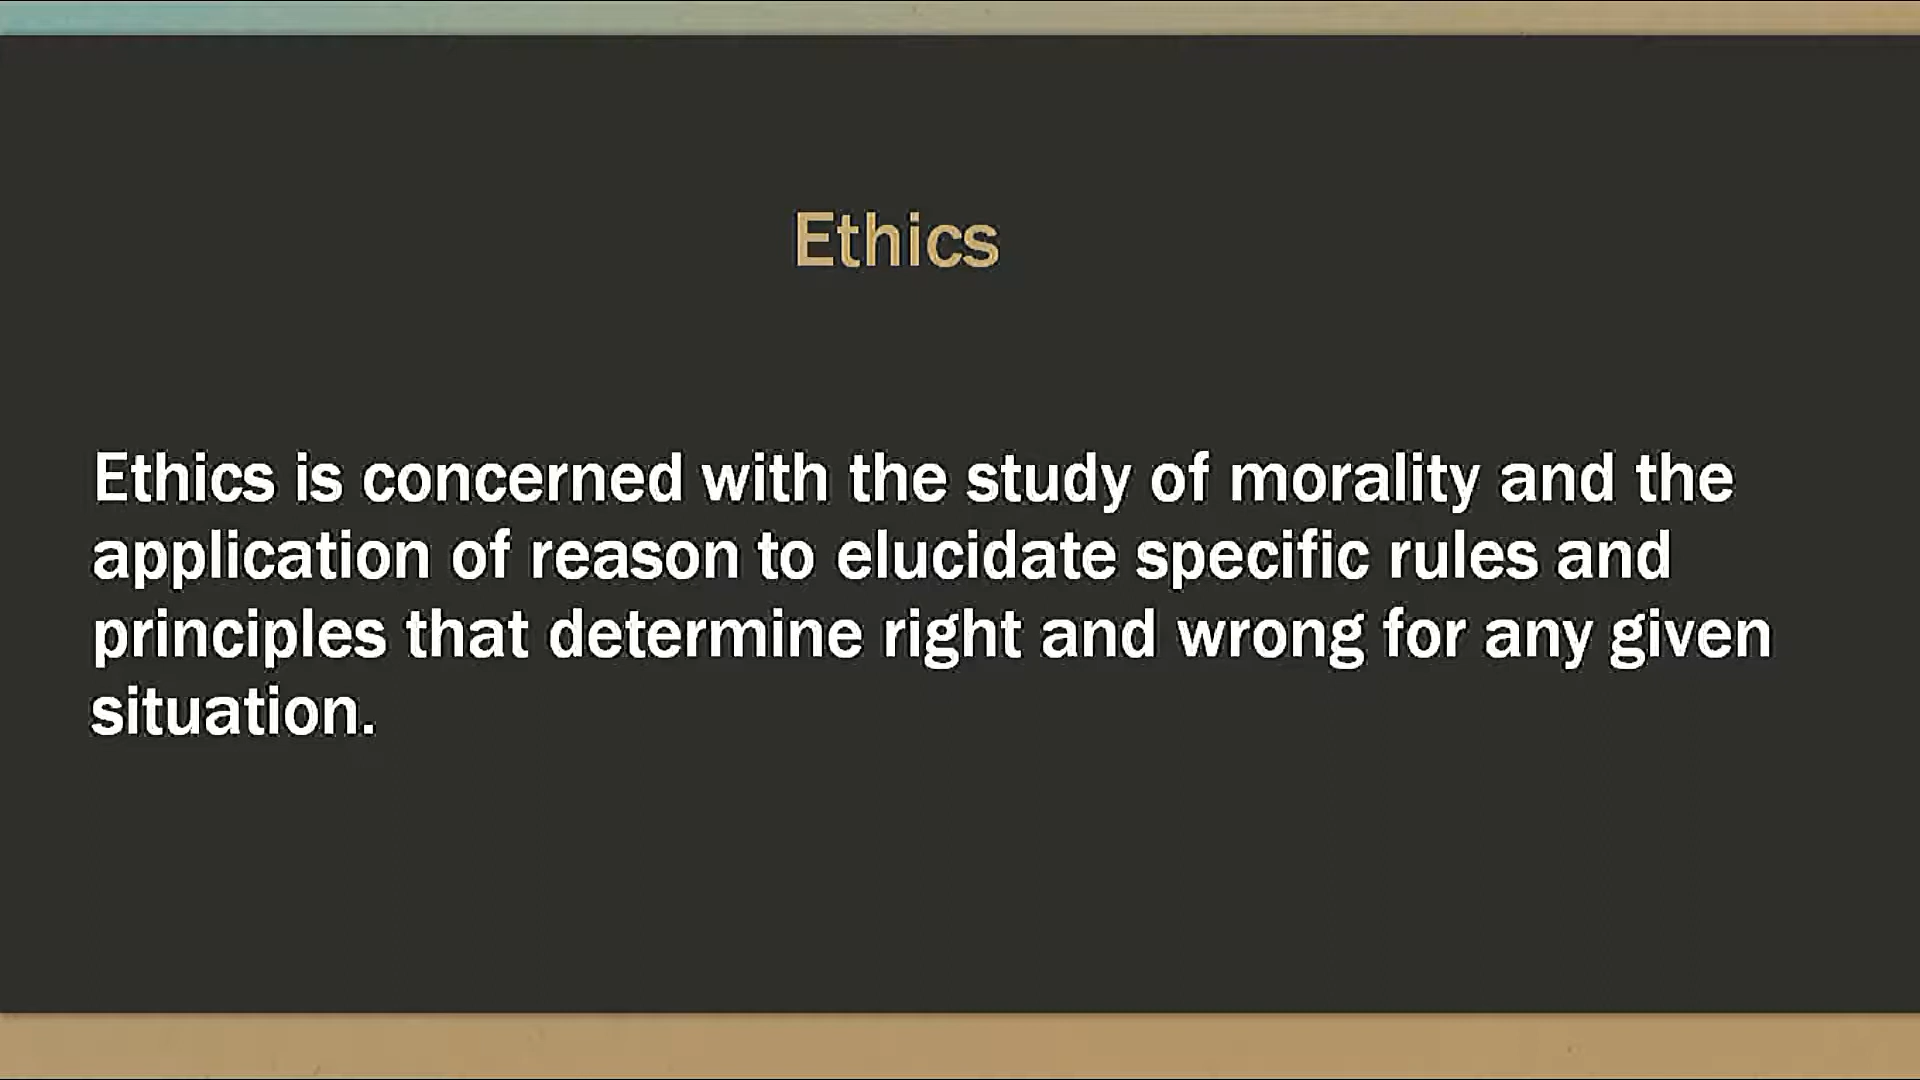 Ethics
Ethics is concerned with the study of morality and the
application of reason to elucidate specific rules and
principles that determine right and wrong for any given
situation.